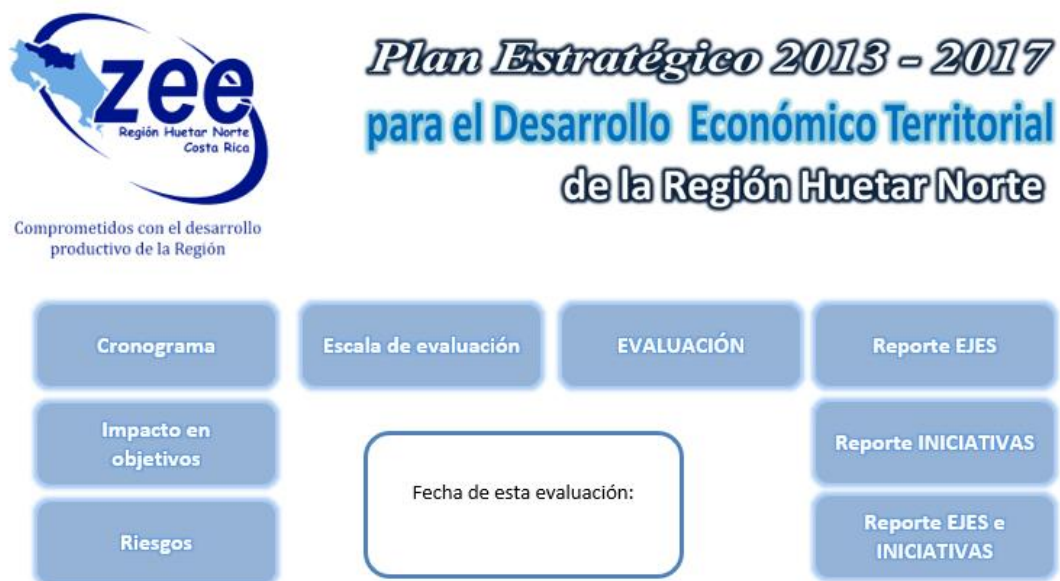 zee
Región Huetar Norte
Costa Rica
Comprometidos con el desarrollo
productivo de la Región
Plan Estratégico 2013 - 2017
para el Desarrollo Económico Territorial
de la Región Huetar Norte
Cronograma
Escala de evaluación
EVALUACIÓN
Reporte EJES
Impacto en
objetivos
Reporte INICIATIVAS
Fecha de esta evaluación:
Riesgos
Reporte EJES e
INICIATIVAS